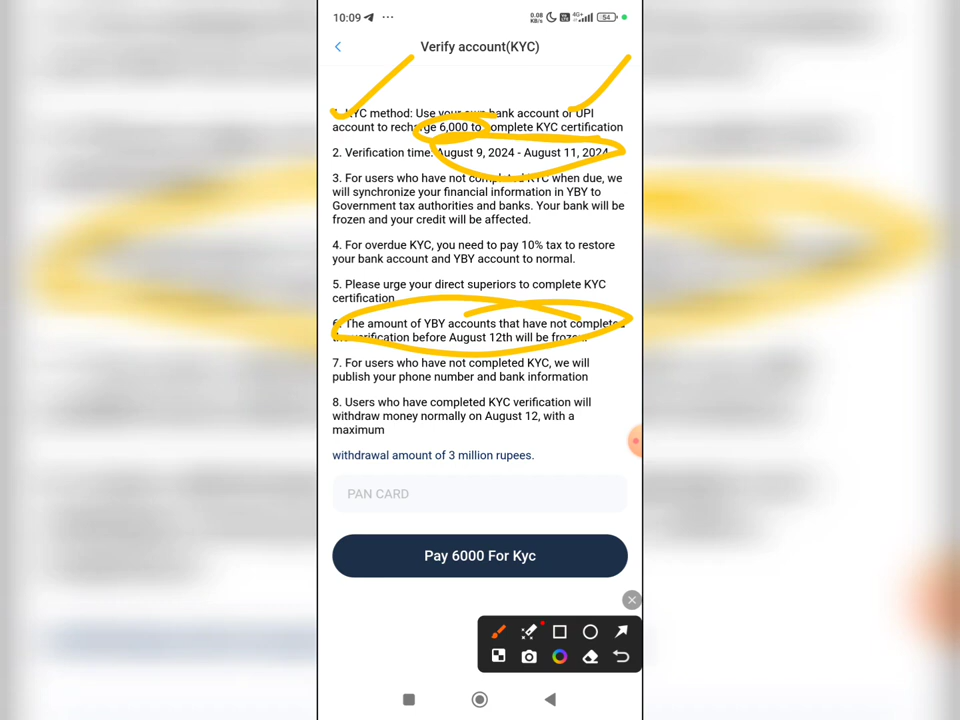 10:09
0.08
KB/s
4G+
54
Verify account(KYC)
1. KYC method: Use your own bank account or UPI
account to recharge 6,000 to complete KYC certification
2. Verification time: August 9, 2024 - August 11, 2024
3. For users who have not completed KYC when due, we
will synchronize your financial information in YBY to
Government tax authorities and banks. Your bank will be
frozen and your credit will be affected.
4. For overdue KYC, you need to pay 10% tax to restore
your bank account and YBY account to normal.
5. Please urge your direct superiors to complete KYC
certification
6. The amount of YBY accounts that have not completed
the verification before August 12th will be frozen.
7. For users who have not completed KYC, we will
publish your phone number and bank information
8. Users who have completed KYC verification will
withdraw money normally on August 12, with a
maximum
withdrawal amount of 3 million rupees.
PAN CARD
Pay 6000 For Kyc